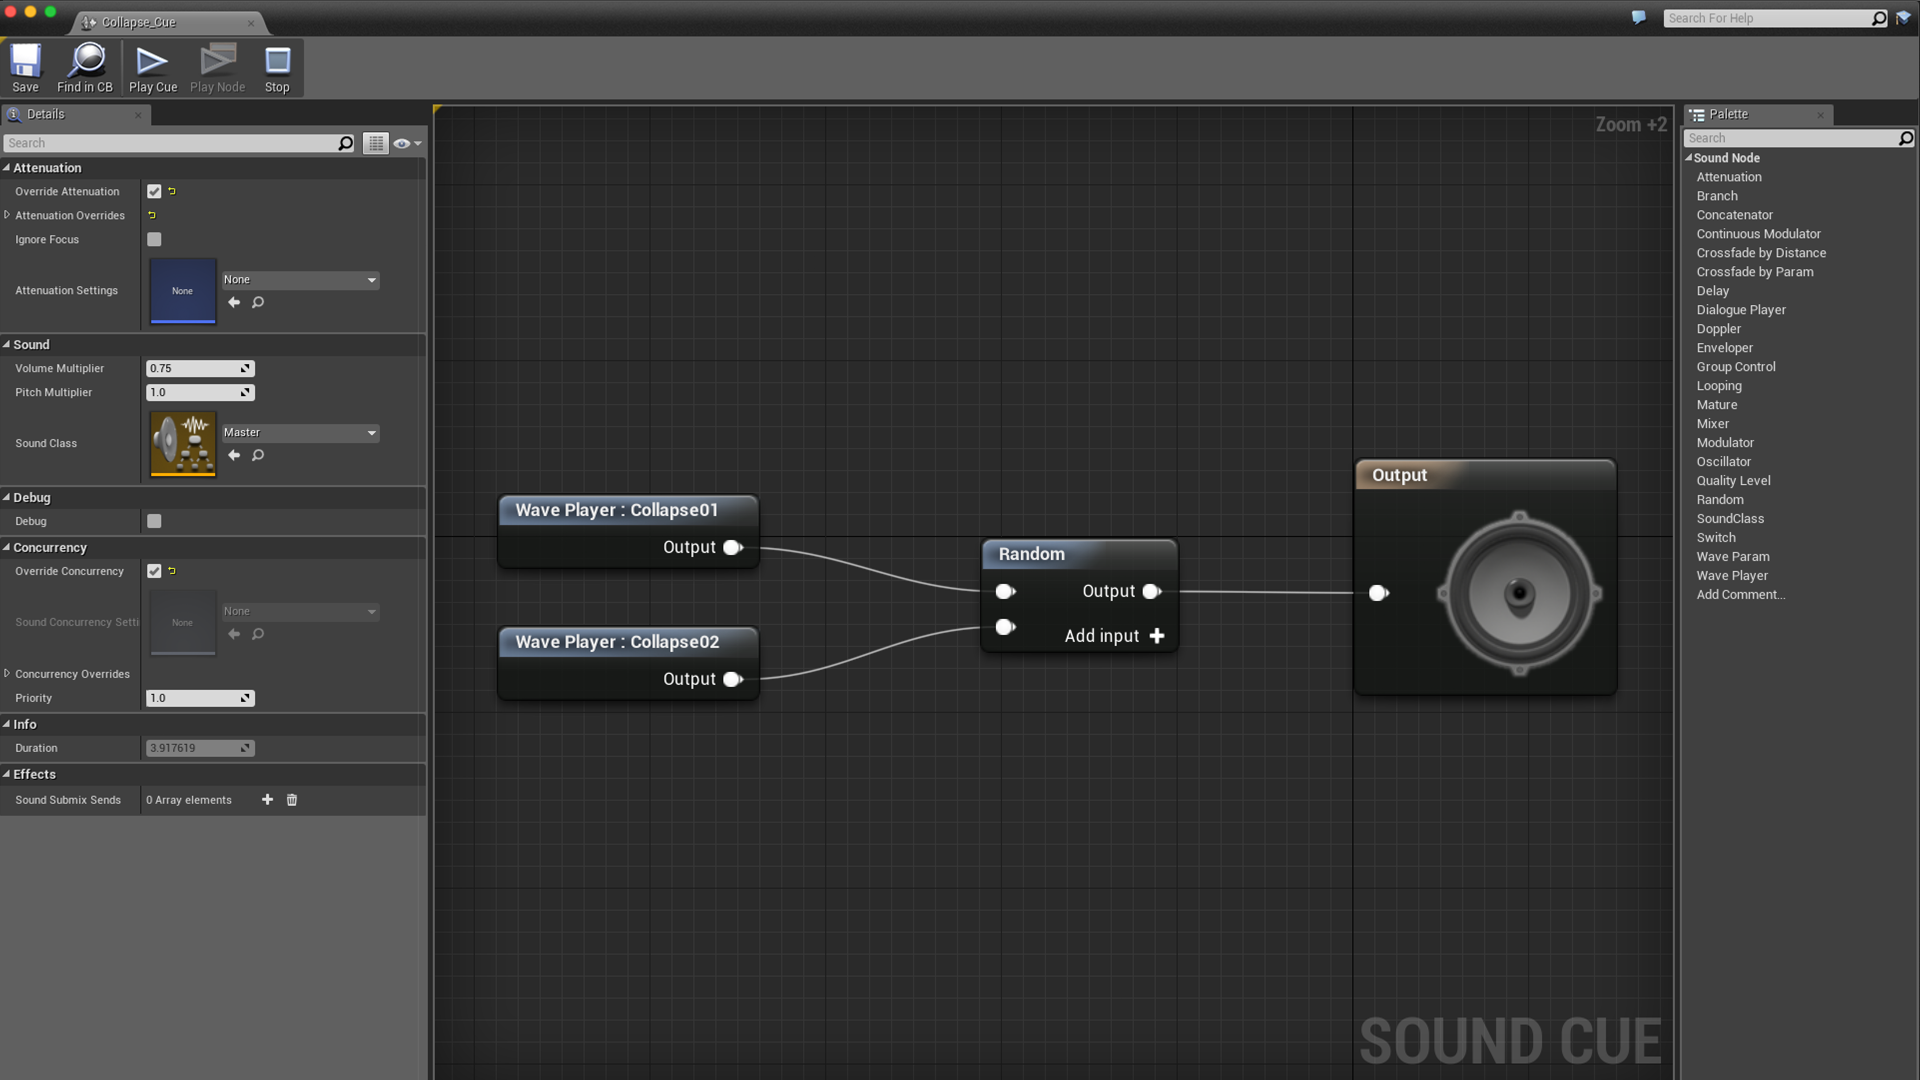 Collapse_Cue
Search For Help
Save
Find in CB
Play Cue
Play Node
Stop
Details
Search
Attenuation
Override Attenuation
Attenuation Overrides
Ignore Focus
Attenuation Settings
None
None
Sound
Volume Multiplier
0.75
Pitch Multiplier
1.0
Sound Class
Master
Debug
Debug
Concurrency
Override Concurrency
Sound Concurrency Setti
None
None
Concurrency Overrides
Priority
1.0
Info
Duration
3.917619
Effects
Sound Submix Sends
0 Array elements
Zoom +2
Wave Player : Collapse01
Output
Wave Player : Collapse02
Output
Random
Output
Add input
Output
SOUND CUE
Palette
Search
Sound Node
Attenuation
Branch
Concatenator
Continuous Modulator
Crossfade by Distance
Crossfade by Param
Delay
Dialogue Player
Doppler
Enveloper
Group Control
Looping
Mature
Mixer
Modulator
Oscillator
Quality Level
Random
SoundClass
Switch
Wave Param
Wave Player
Add Comment...